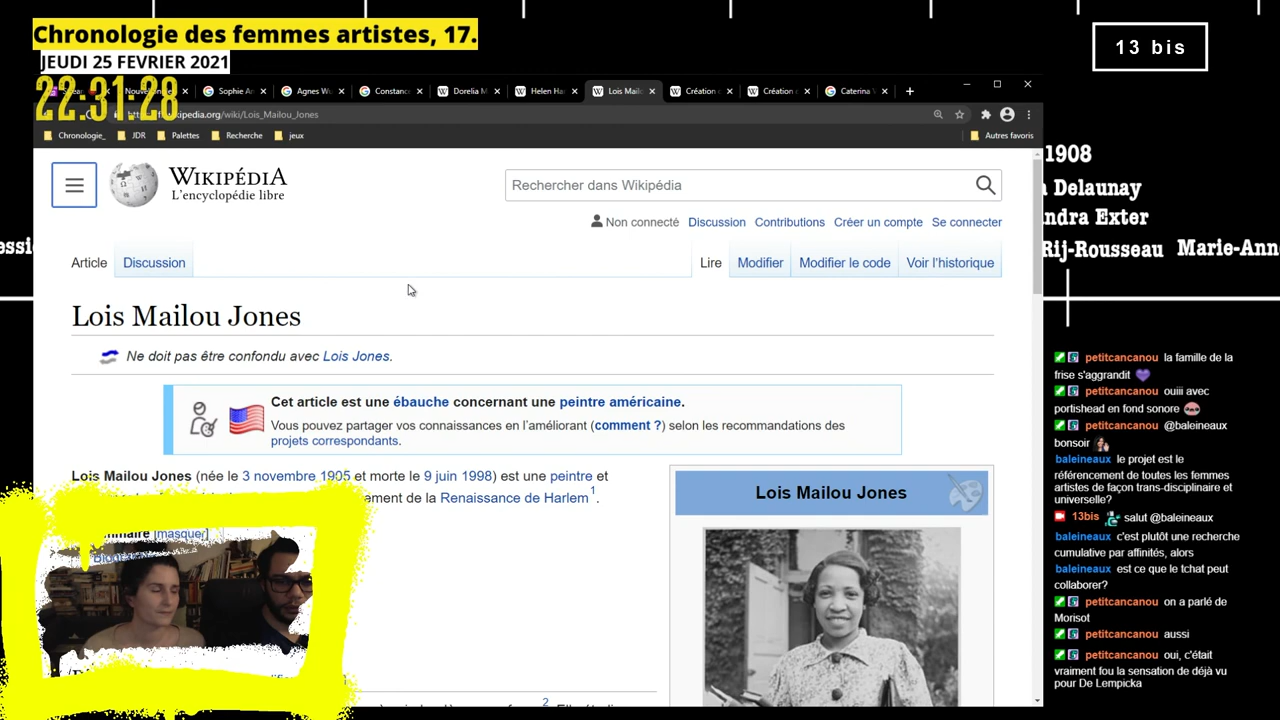 Chronologie des femmes artistes, 17.
JEUDI 25 FEVRIER 2021
22:31:28
13 bis
Sophie A
Agnes W
Constanc
Dorelia M
Helen Har
Lois Mailo
Création d
Création d
Caterina V
wikipedia.org/wiki/Lois_Mailou_Jones
Chronologie_
JDR
Palettes
Recherche
jeux
Autres favoris
WIKIPÉDIA
L'encyclopédie libre
Rechercher dans Wikipédia
Non connecté Discussion Contributions Créer un compte Se connecter
Article Discussion Lire Modifier Modifier le code Voir l'historique
Lois Mailou Jones
Ne doit pas être confondu avec Lois Jones.
Cet article est une ébauche concernant une peintre américaine.
Vous pouvez partager vos connaissances en l'améliorant (comment ?) selon les recommandations des
projets correspondants.
Lois Mailou Jones (née le 3 novembre 1905 et morte le 9 juin 1998) est une peintre et
ment de la Renaissance de Harlem1.
[masquer]
Lois Mailou Jones
2
1908
Delaunay
ndra Exter
Rij-Rousseau Marie-Ann
essi
petitcancanou la famille de la
frise s'aggrandit
petitcancanou ouiii avec
portishead en fond sonore
petitcancanou @baleineaux
bonsoir
baleineaux le projet est le
référencement de toutes les femmes
artistes de façon trans-disciplinaire et
universelle?
13bis salut @baleineaux
baleineaux c'est plutôt une recherche
cumulative par affinités, alors
baleineaux est ce que le tchat peut
collaborer?
petitcancanou on a parlé de
Morisot
petitcancanou aussi
petitcancanou oui, c'était
vraiment fou la sensation de déjà vu
pour De Lempicka